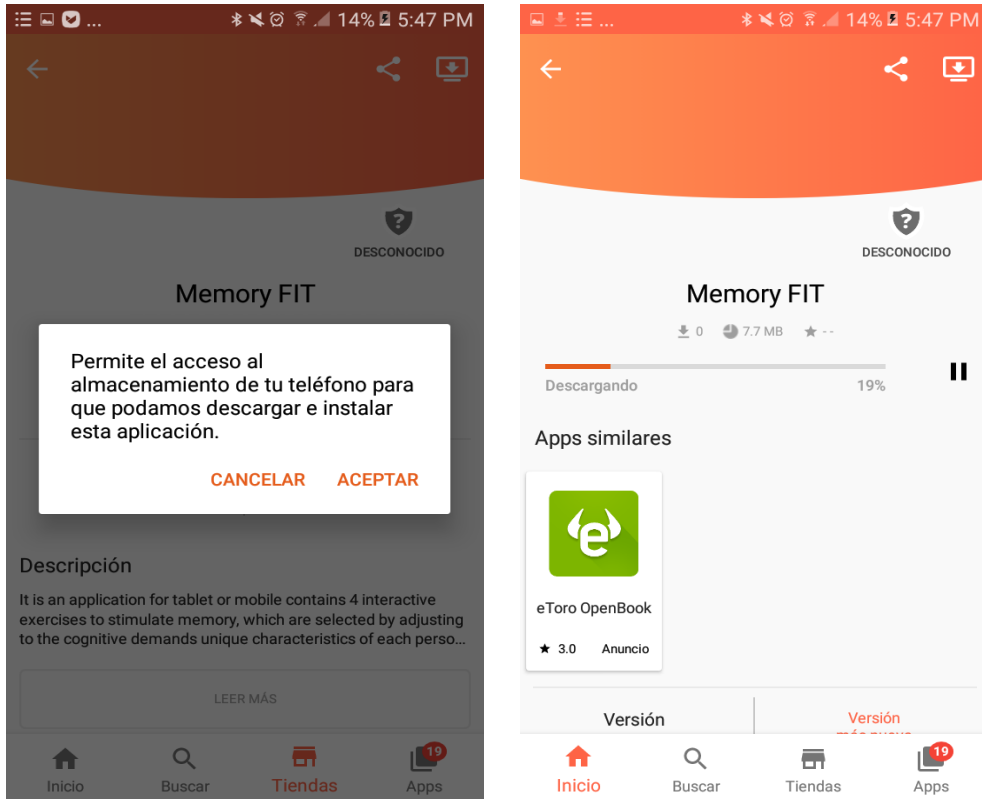 ... 14% 5:47 PM
DESCONOCIDO
Memory FIT
Permite el acceso al
almacenamiento de tu teléfono para
que podamos descargar e instalar
esta aplicación.
CANCELAR ACEPTAR
Descripción
It is an application for tablet or mobile contains 4 interactive
exercises to stimulate memory, which are selected by adjusting
to the cognitive demands unique characteristics of each perso...
LEER MÁS
19
Inicio Buscar Tiendas Apps
... 14% 5:47 PM
DESCONOCIDO
Memory FIT
0 7.7 MB --
Descargando 19%
Apps similares
e
eToro OpenBook
3.0 Anuncio
Versión Versión
más nueva
19
Inicio Buscar Tiendas Apps